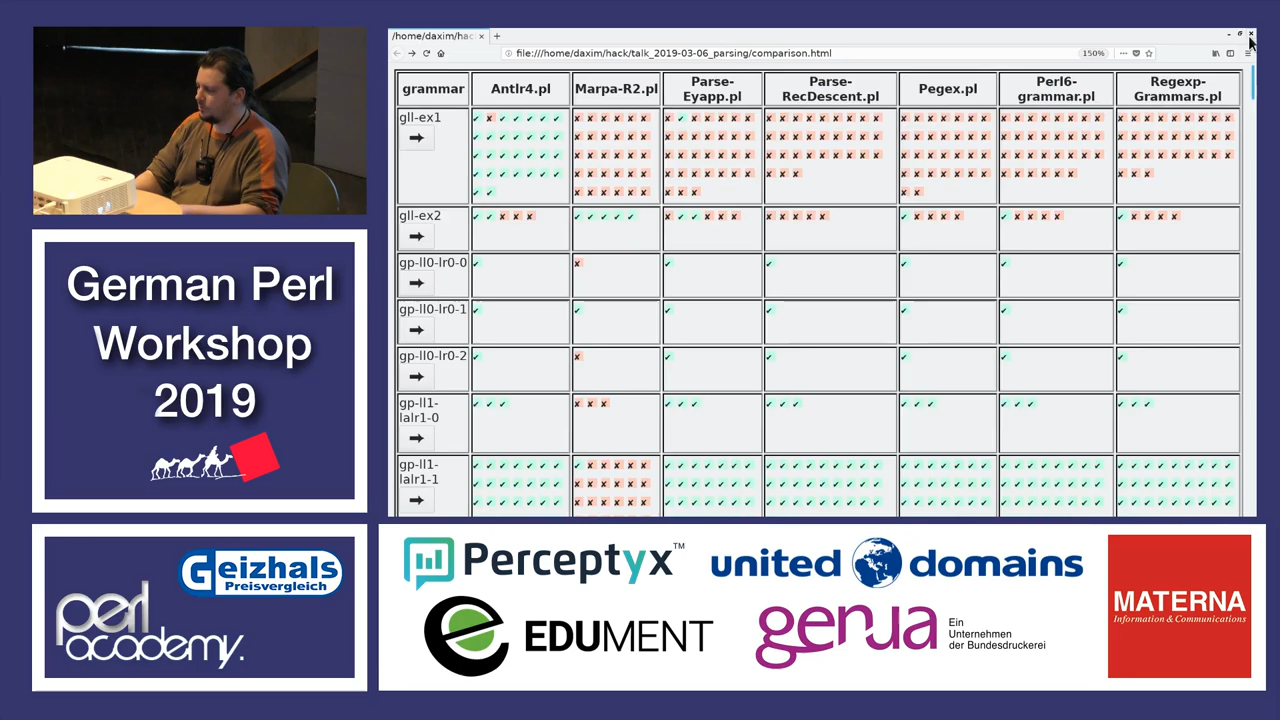 /home/daxim/hac
file:///home/daxim/hack/talk_2019-03-06_parsing/comparison.html
150%
grammar
Antlr4.pl
Marpa-R2.pl
Parse-
Eyapp.pl
Parse-
RecDescent.pl
Pegex.pl
Perl6-
grammar.pl
Regexp-
Grammars.pl
gll-ex1
gll-ex2
gp-ll0-lr0-0
gp-ll0-lr0-1
gp-ll0-lr0-2
gp-ll1-
lalr1-0
gp-ll1-
lalr1-1
German Perl
Workshop
2019
Geizhals
Preisvergleich
perl
academy.
Perceptyx™
united domains
EDUMENT
genua
Ein
Unternehmen
der Bundesdruckerei
MATERNA
Information & Communications